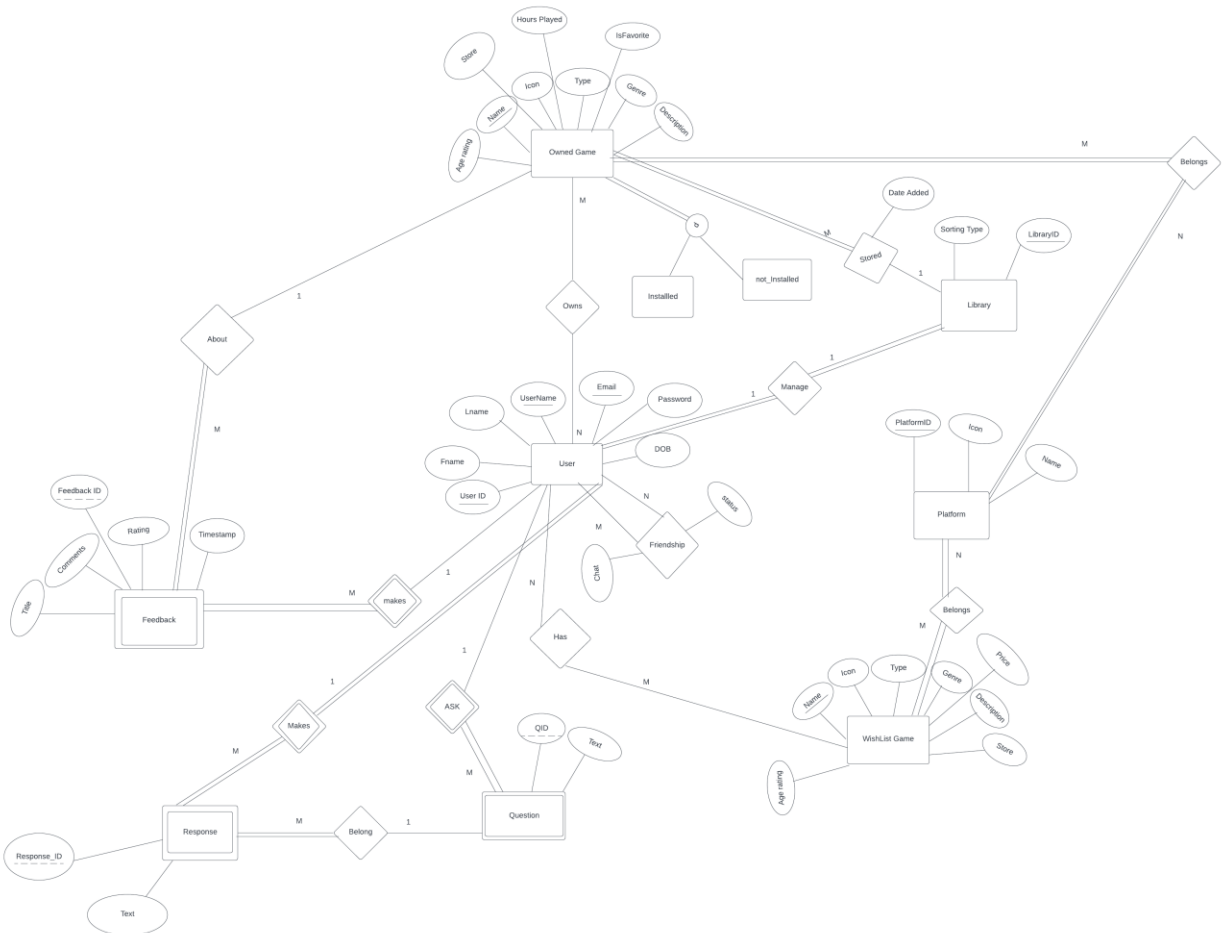 Hours Played
IsFavorite
Store
Icon
Type
Genre
Name
Description
Age rating
Owned Game
M
Belongs
M
Date Added
d
M
Stored
Sorting Type
LibraryID
N
1
Installled
not_Installed
Library
1
Owns
About
1
Manage
1
Email
UserName
Password
Lname
PlatformID
Icon
M
N
DOB
Fname
User
Name
Feedback ID
User ID
N
status
Platform
Rating
Timestamp
M
Friendship
Comments
N
1
Chat
N
M
makes
Title
Feedback
Belongs
M
Has
1
Price
Icon
Type
Genre
1
M
Name
ASK
Description
Makes
QID
Text
WishList Game
Store
M
M
Age rating
Response
M
Belong
1
Question
Response_ID
Text